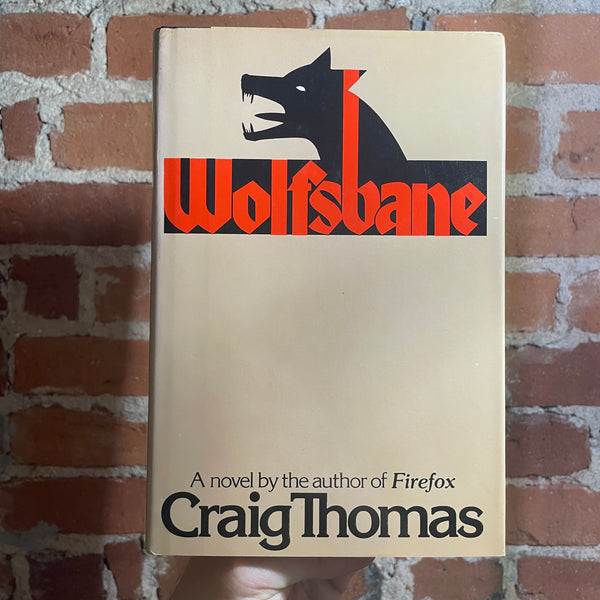 Wolfsbane
A novel by the author of Firefox
Craig Thomas